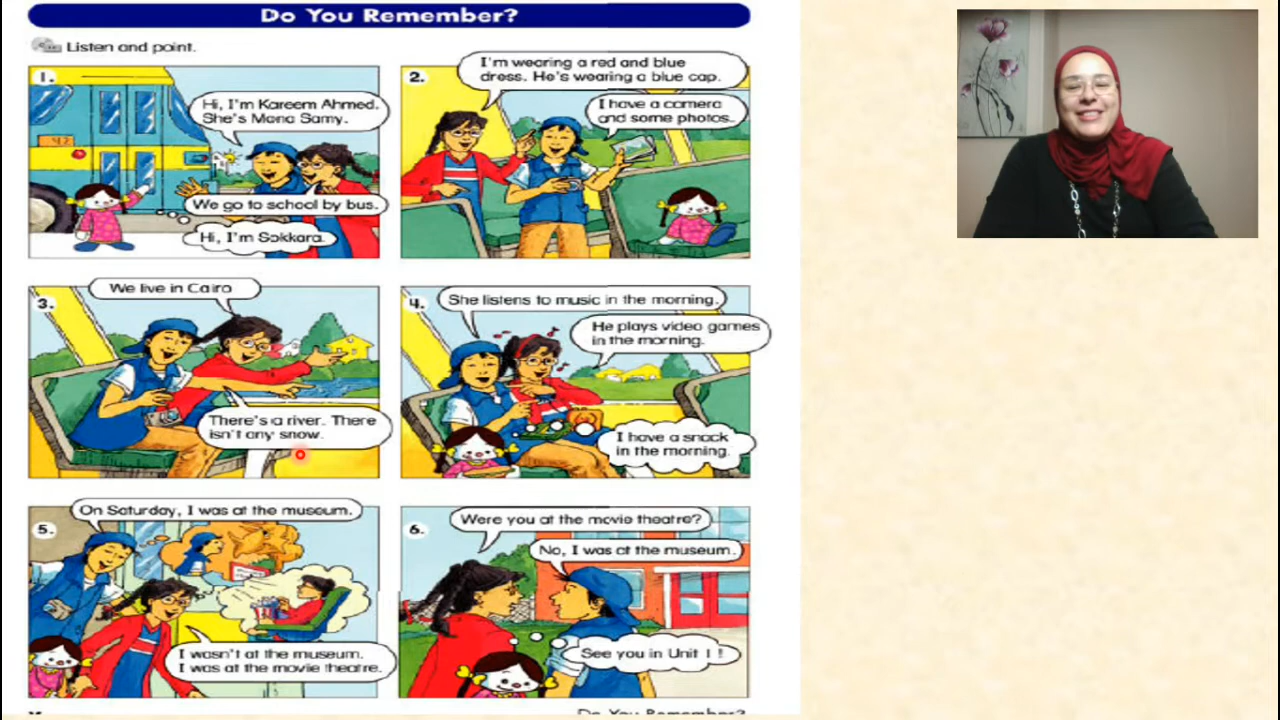 Do You Remember?
Listen and point.
1.
Hi, I'm Kareem Ahmed.
She's Mona Samy.
42
We go to school by bus.
Hi, I'm Sokkara.
2.
I'm wearing a red and blue
dress. He's wearing a blue cap.
I have a camera
and some photos.
3.
We live in Cairo
There's a river. There
isn't any snow.
4.
She listens to music in the morning.
He plays video games
in the morning.
I have a snack
in the morning.
5.
On Saturday, I was at the museum.
I wasn't at the museum.
I was at the movie theatre.
6.
Were you at the movie theatre?
No, I was at the museum.
See you in Unit 1!
Do You Remember?